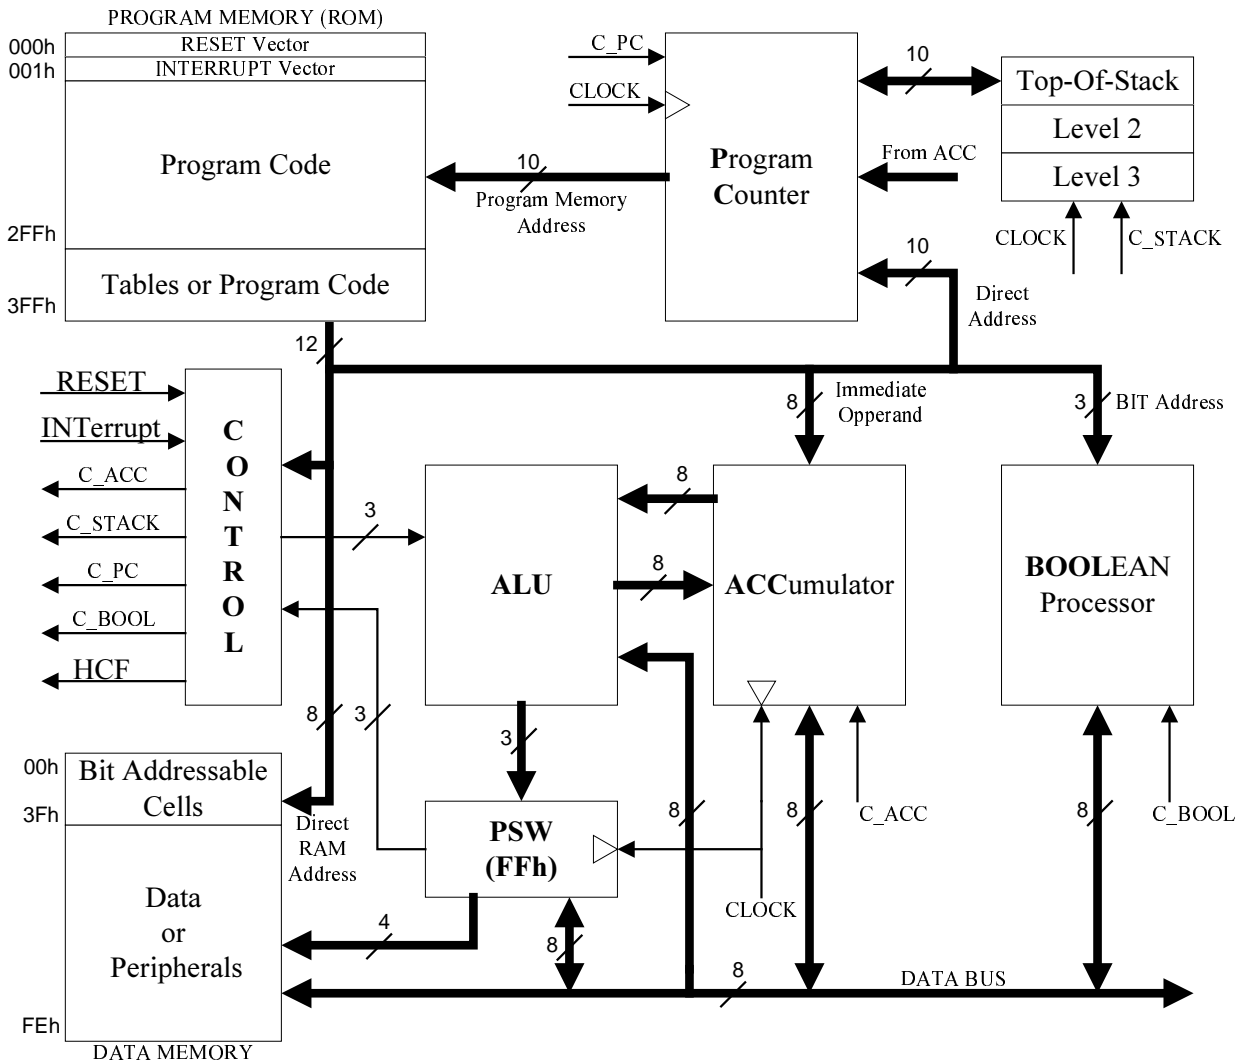 PROGRAM MEMORY (ROM)
000h
RESET Vector
001h
INTERRUPT Vector
Program Code
2FFh
Tables or Program Code
3FFh
C_PC
CLOCK
10
Program Memory
Address
Program
Counter
10
From ACC
10
Direct
Address
Top-Of-Stack
Level 2
Level 3
CLOCK
C_STACK
12
8
Immediate
Opperand
3
BIT Address
RESET
INTerrupt
C_ACC
C_STACK
C_PC
C_BOOL
HCF
C
O
N
T
R
O
L
3
8
3
ALU
8
8
ACCumulator
BOOLEAN
Processor
3
PSW
(FFh)
8
8
C_ACC
8
C_BOOL
CLOCK
00h
Bit Addressable
Cells
3Fh
Direct
RAM
Address
Data
or
Peripherals
4
8
8
DATA BUS
FEh
DATA MEMORY